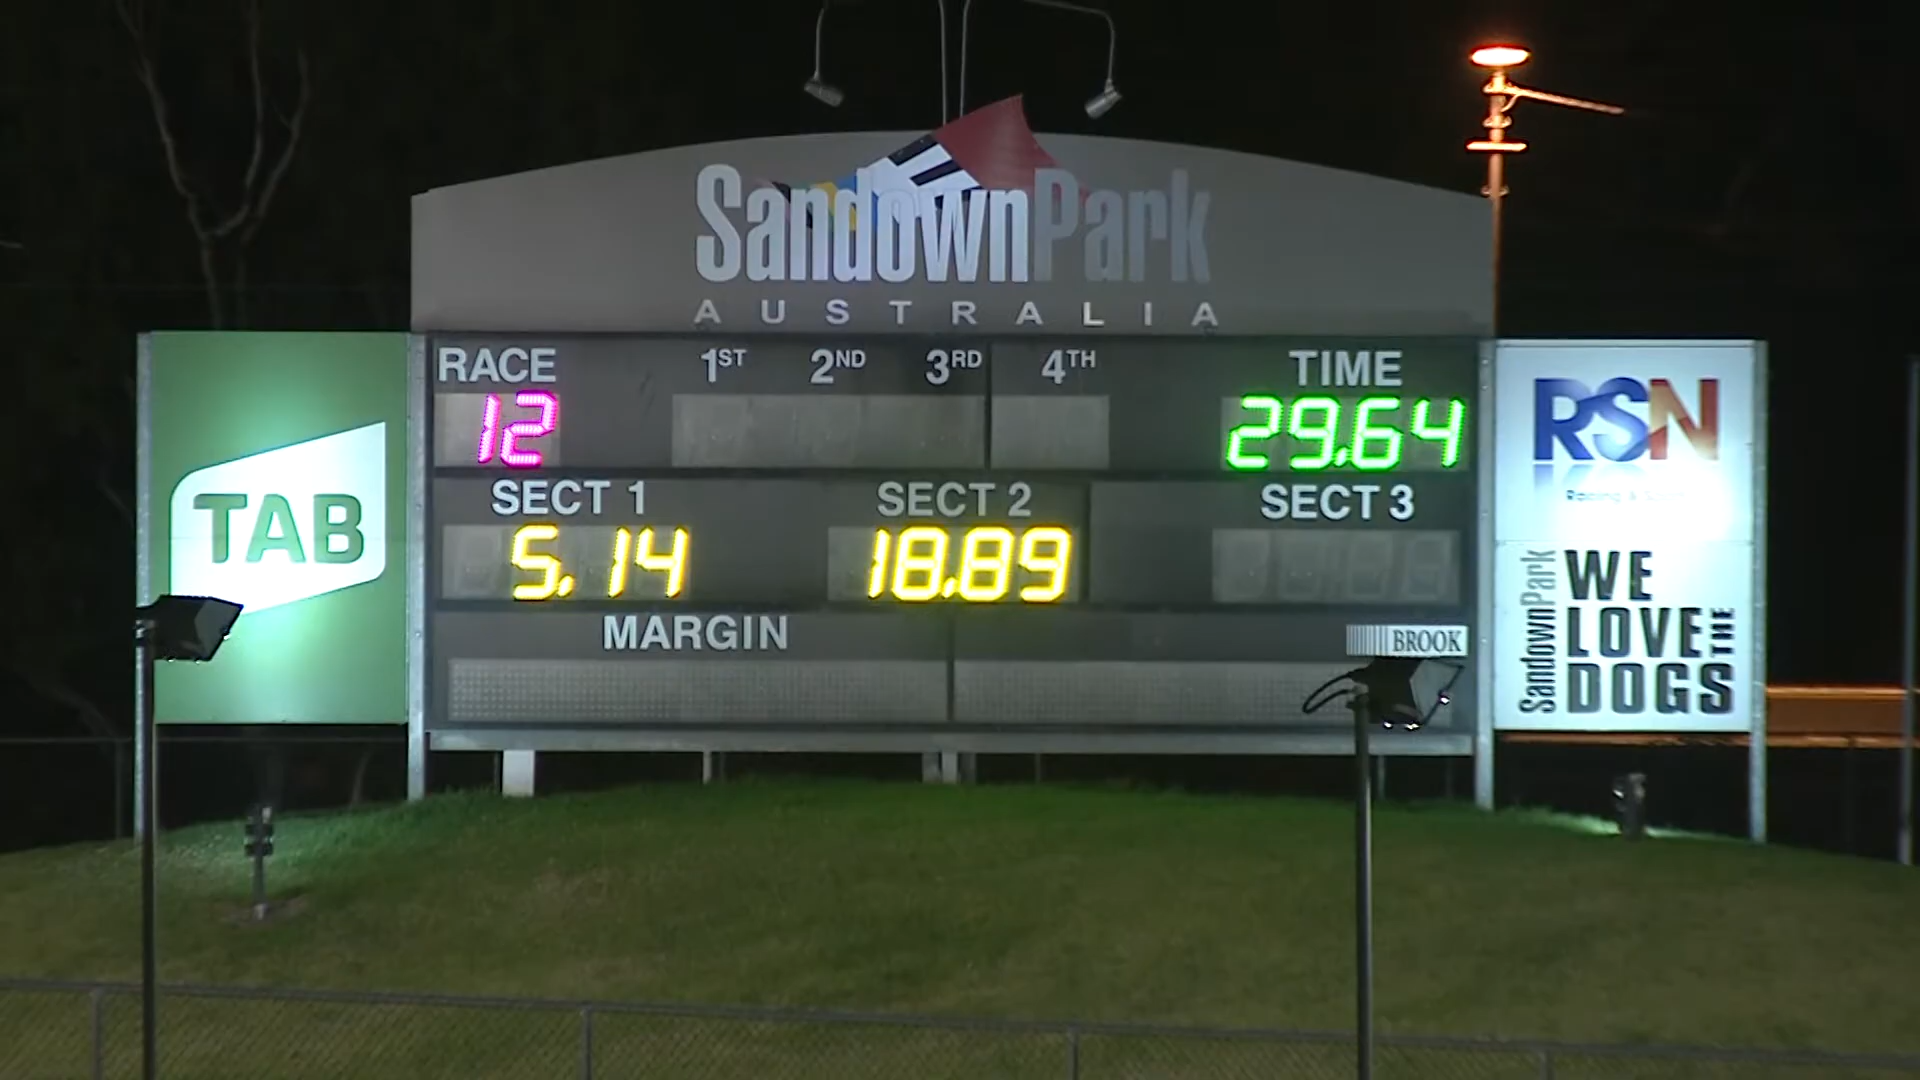 SandownPark
AUSTRALIA
RACE 1ST 2ND 3RD 4TH TIME
12 29.64
SECT 1 SECT 2 SECT 3
5.14 18.89
MARGIN
BROOK
TAB
RSN
SandownPark
WE
LOVE THE
DOGS